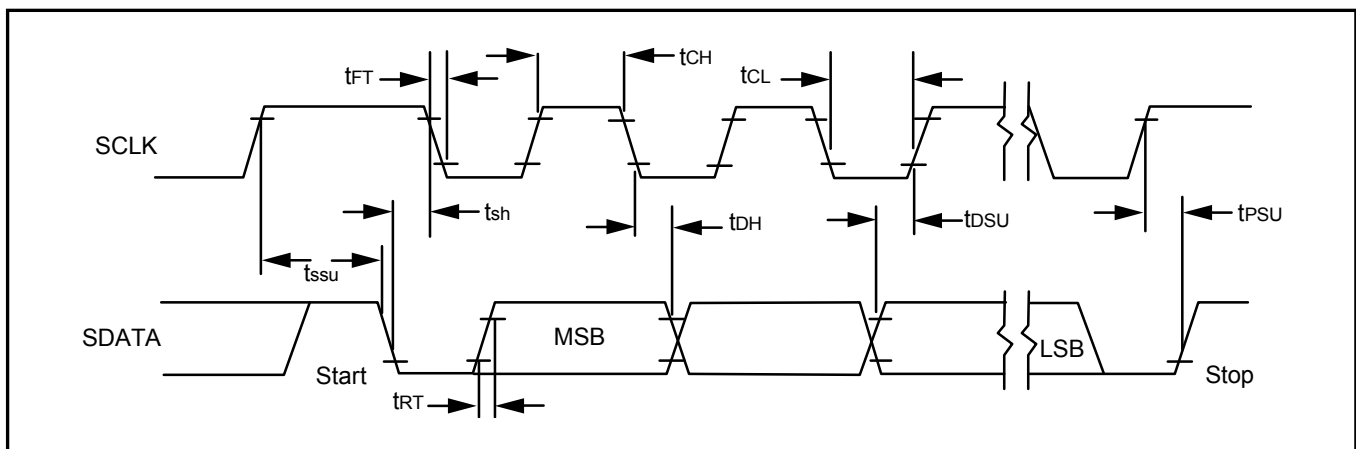 tCH
tFT
tCL
SCLK
tsh
tDH
tDSU
tPSU
tssu
SDATA
MSB
LSB
Start
Stop
tRT